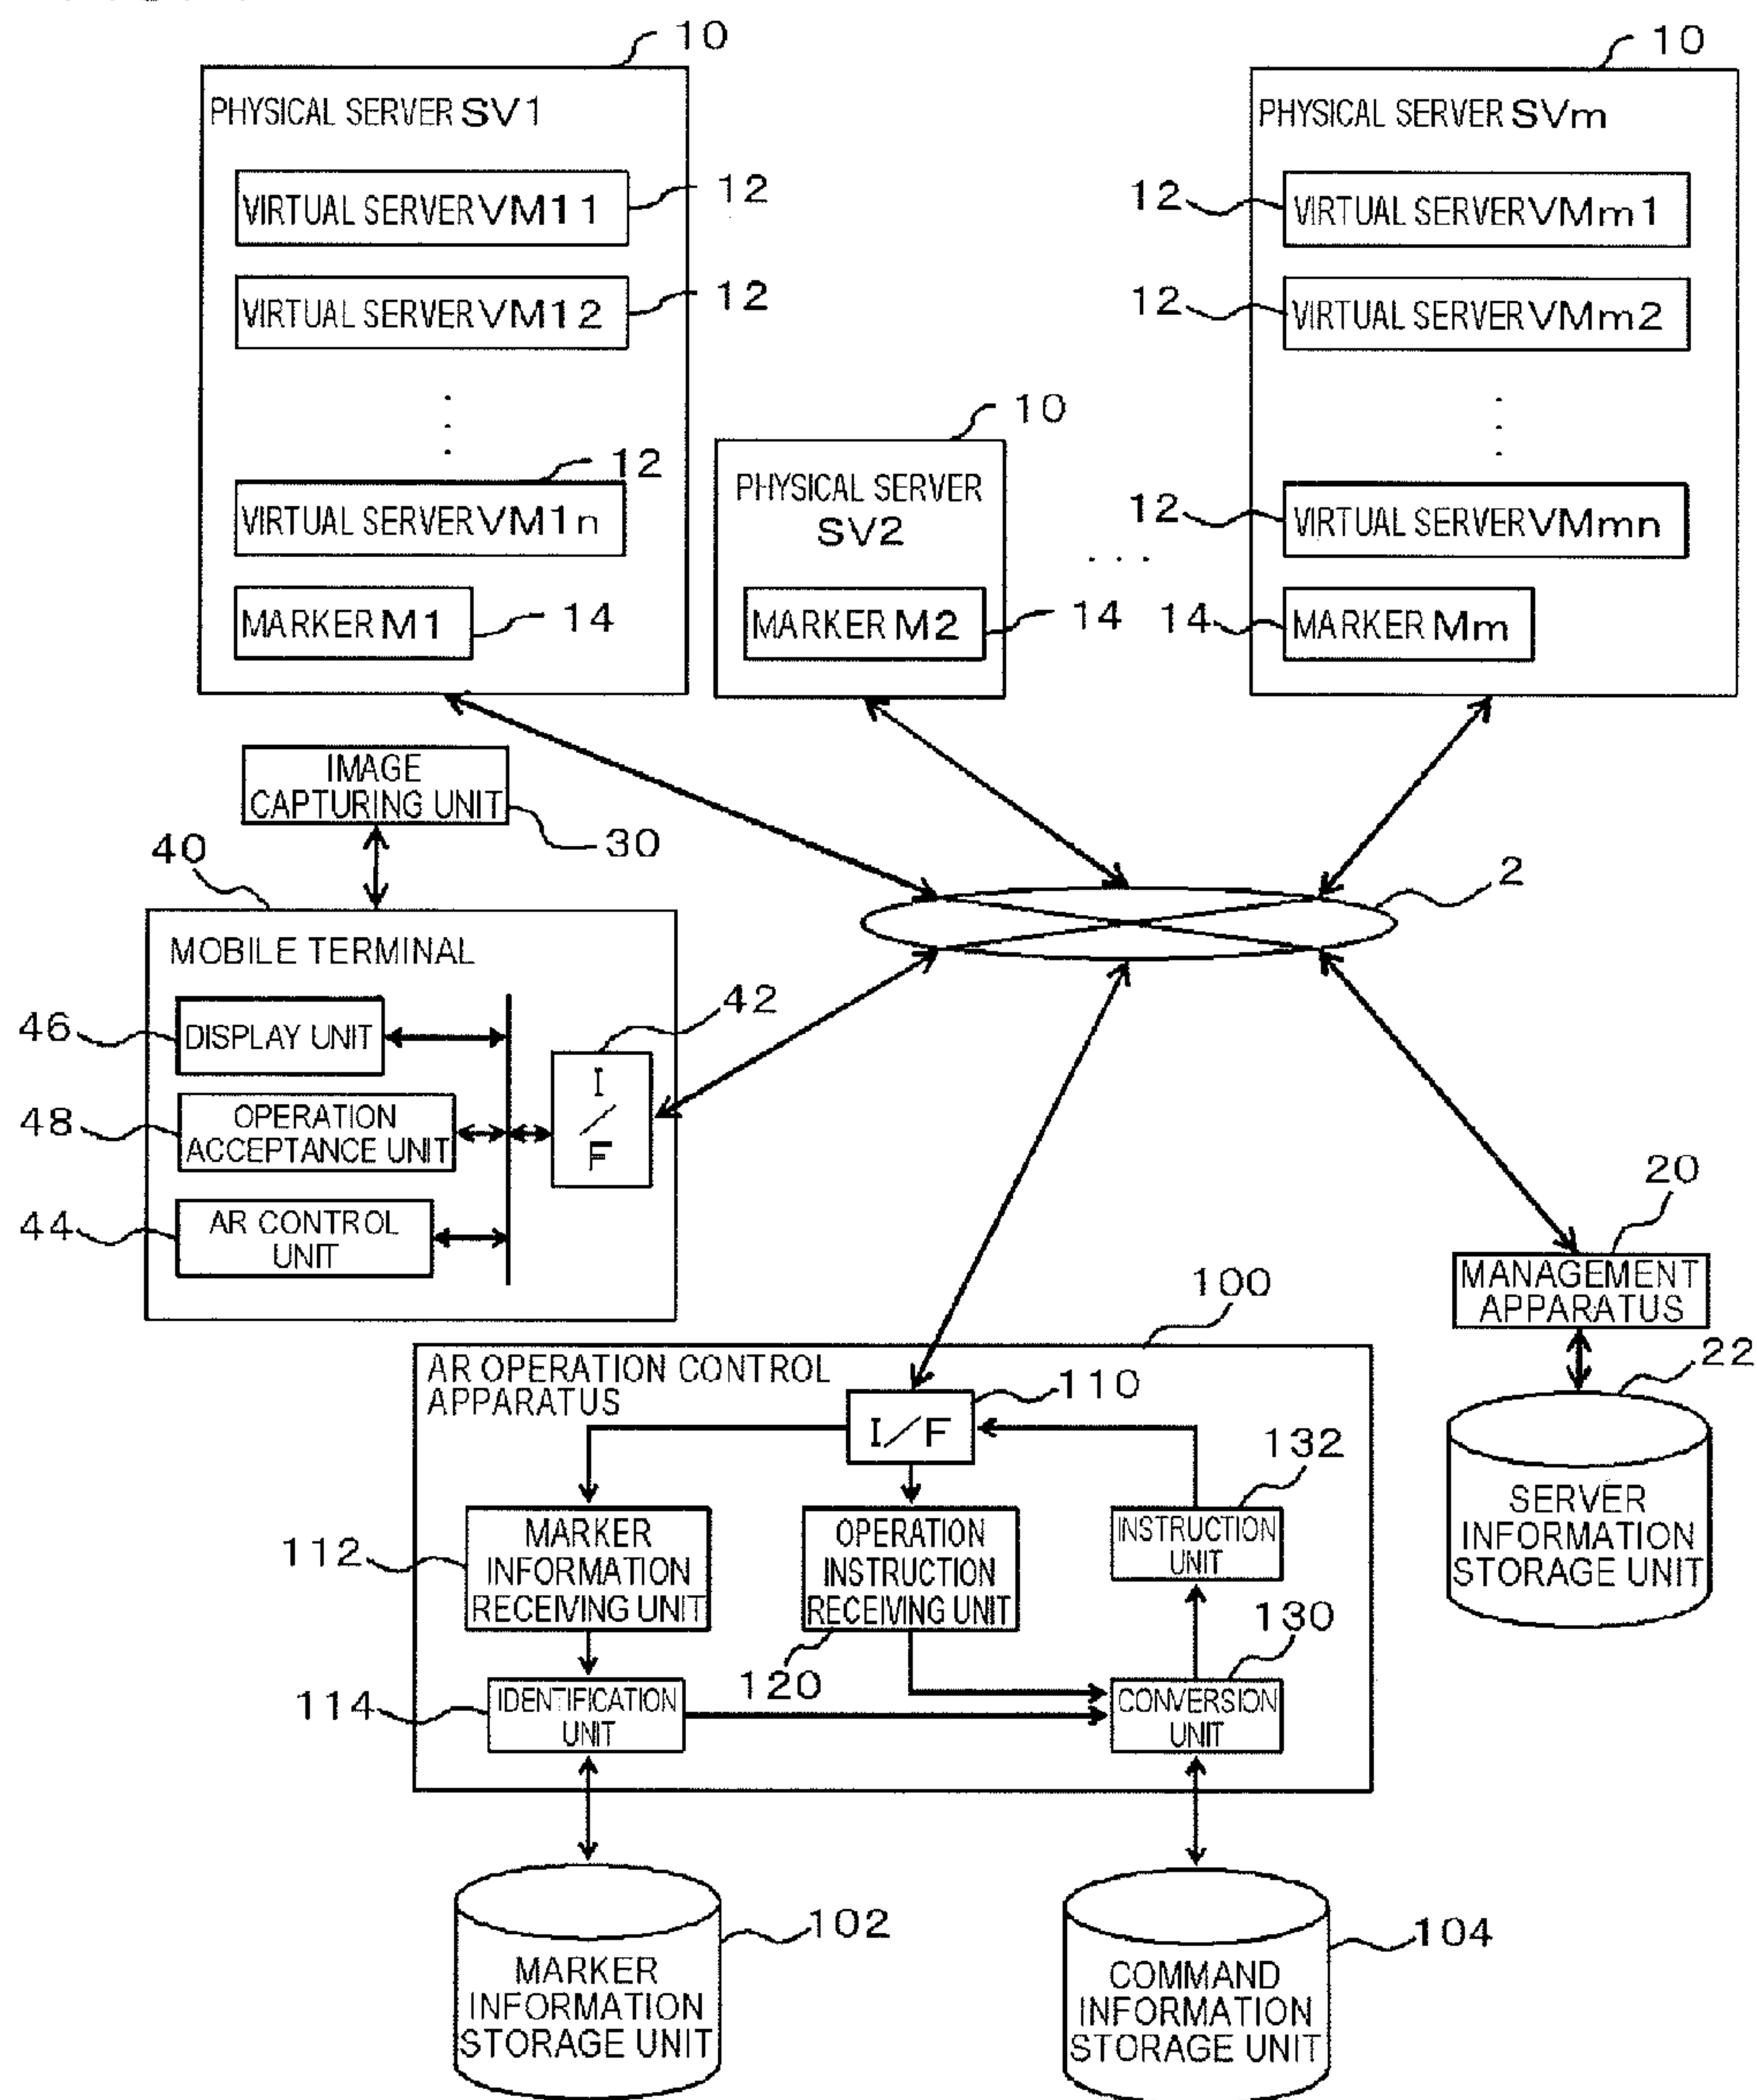 10
10
PHYSICAL SERVER SV1
PHYSICAL SERVER SVm
VIRTUAL SERVER VM11
12
12
VIRTUAL SERVER VMm1
VIRTUAL SERVER VM12
12
12
VIRTUAL SERVER VMm2
10
12
VIRTUAL SERVER VM1n
PHYSICAL SERVER
SV2
12
VIRTUAL SERVER VMmn
. . .
MARKER M1
14
MARKER M2
14
14
MARKER Mm
IMAGE
CAPTURING UNIT
30
40
2
MOBILE TERMINAL
42
46
DISPLAY UNIT
I/F
48
OPERATION
ACCEPTANCE UNIT
44
AR CONTROL
UNIT
20
MANAGEMENT
APPARATUS
100
22
AR OPERATION CONTROL
APPARATUS
110
I/F
132
SERVER
INFORMATION
STORAGE UNIT
112
MARKER
INFORMATION
RECEIVING UNIT
OPERATION
INSTRUCTION
RECEIVING UNIT
INSTRUCTION
UNIT
130
120
114
IDENTIFICATION
UNIT
CONVERSION
UNIT
102
104
MARKER
INFORMATION
STORAGE UNIT
COMMAND
INFORMATION
STORAGE UNIT